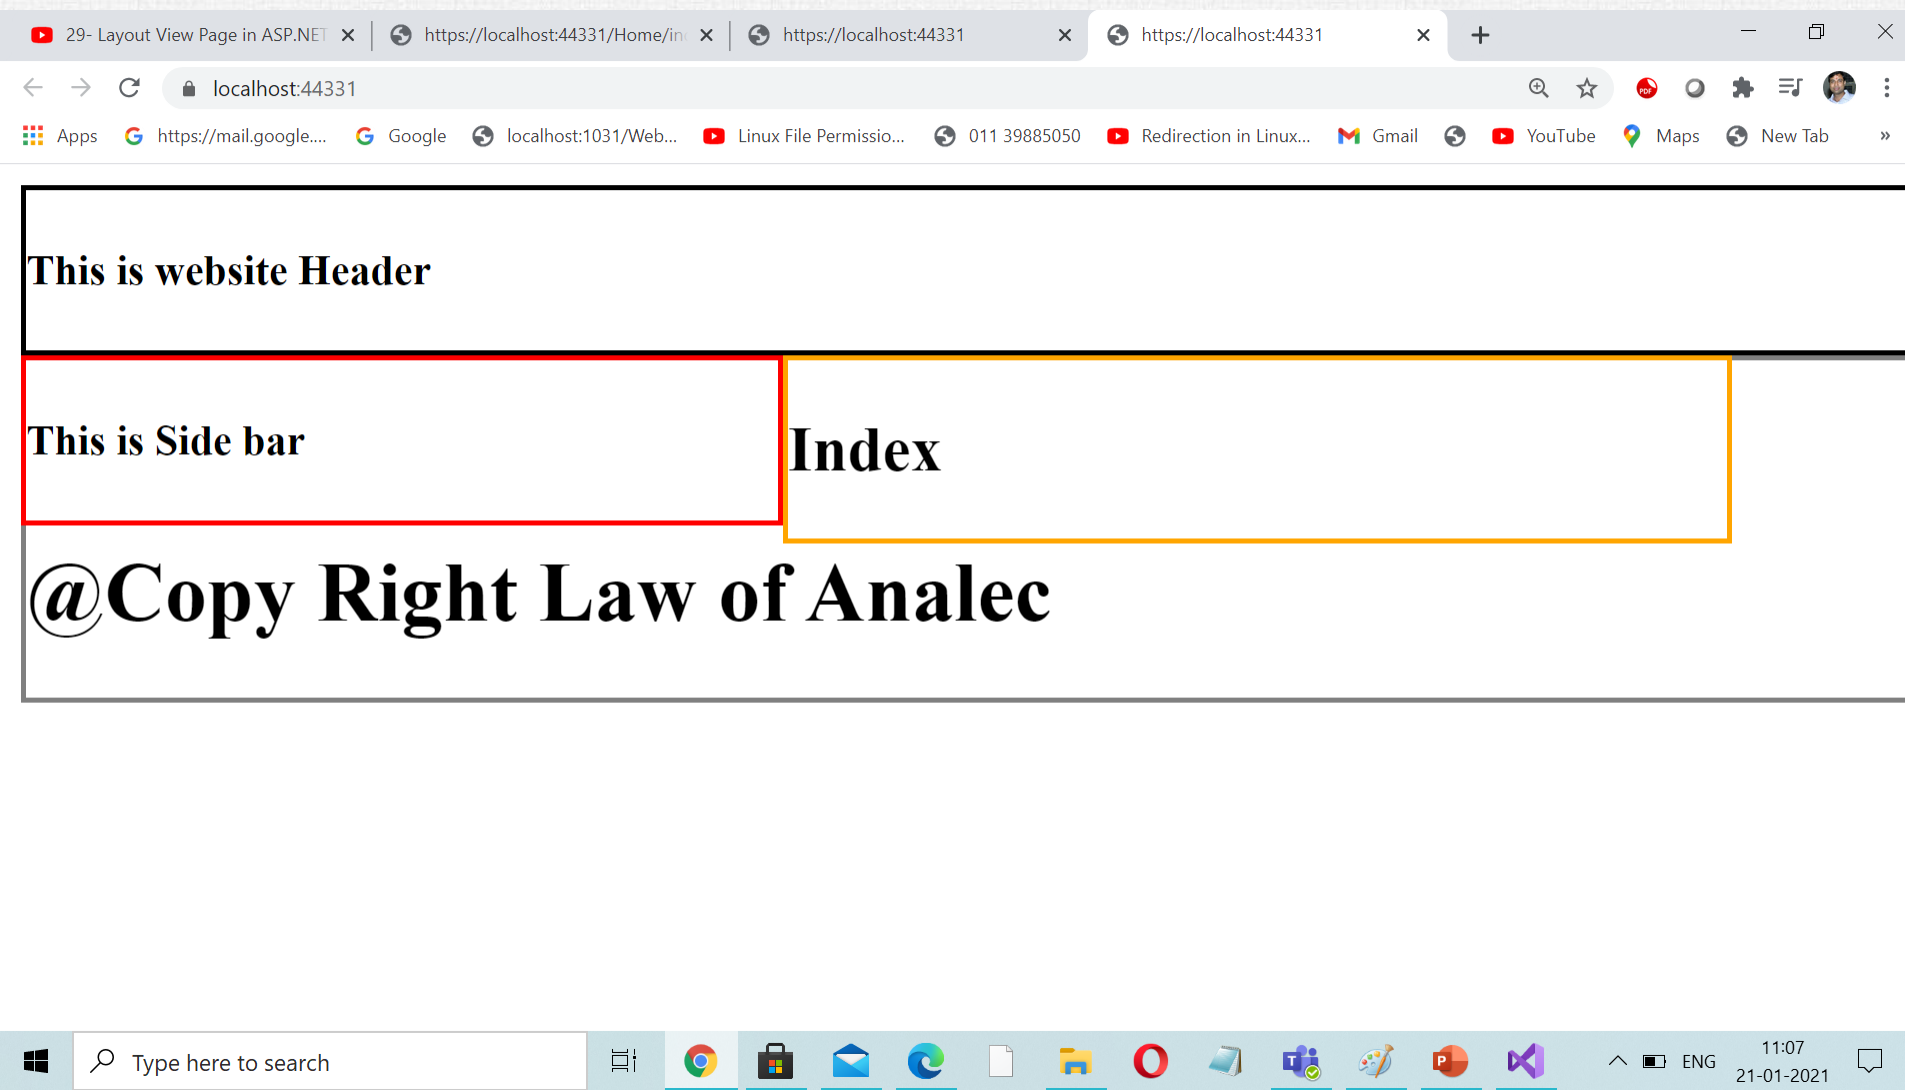 29- Layout View Page in ASP.NET
https://localhost:44331/Home/in
https://localhost:44331
https://localhost:44331
localhost:44331
Apps
https://mail.google....
Google
localhost:1031/Web...
Linux File Permissio...
011 39885050
Redirection in Linux...
Gmail
YouTube
Maps
New Tab
»
This is website Header
This is Side bar
Index
@Copy Right Law of Analec
Type here to search
ENG
11:07
21-01-2021